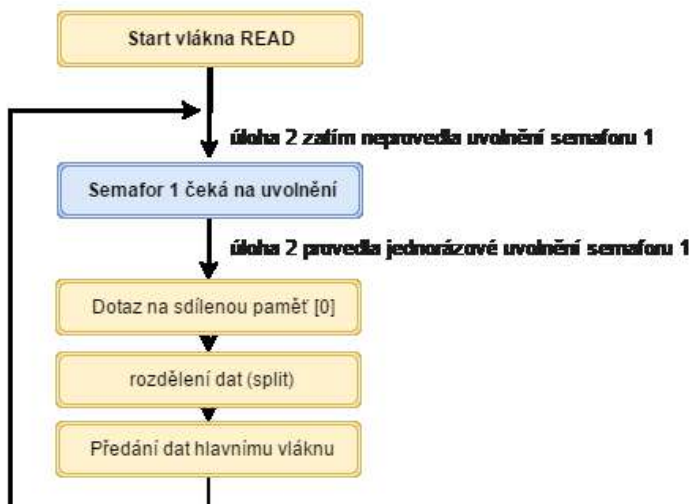 Start vlákna READ
úloha 2 zatím neprovedla uvolnění semaforu 1
Semafor 1 čeká na uvolnění
úloha 2 provedla jednorázové uvolnění semaforu 1
Dotaz na sdílenou paměť [0]
rozdělení dat (split)
Předání dat hlavnímu vláknu